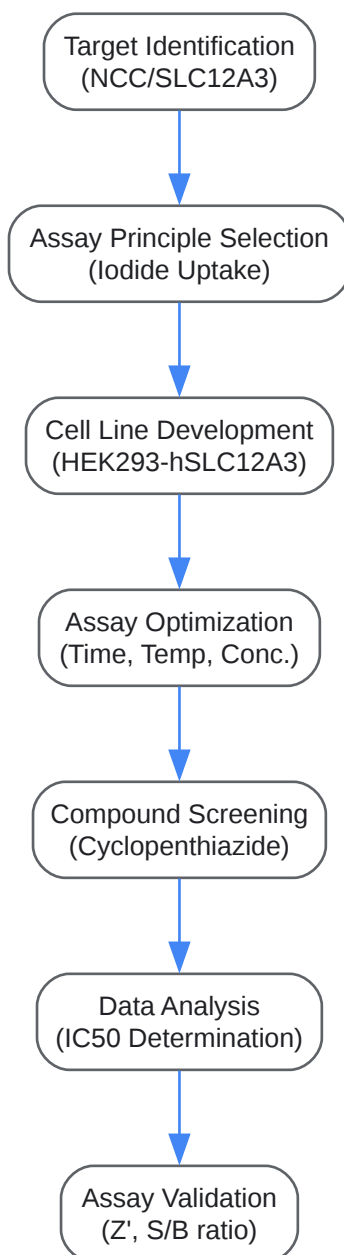 Target Identification
(NCC/SLC12A3)
Assay Principle Selection
(Iodide Uptake)
Cell Line Development
(HEK293-hSLC12A3)
Assay Optimization
(Time, Temp, Conc.)
Compound Screening
(Cyclopenthiazide)
Data Analysis
(IC50 Determination)
Assay Validation
(Z', S/B ratio)